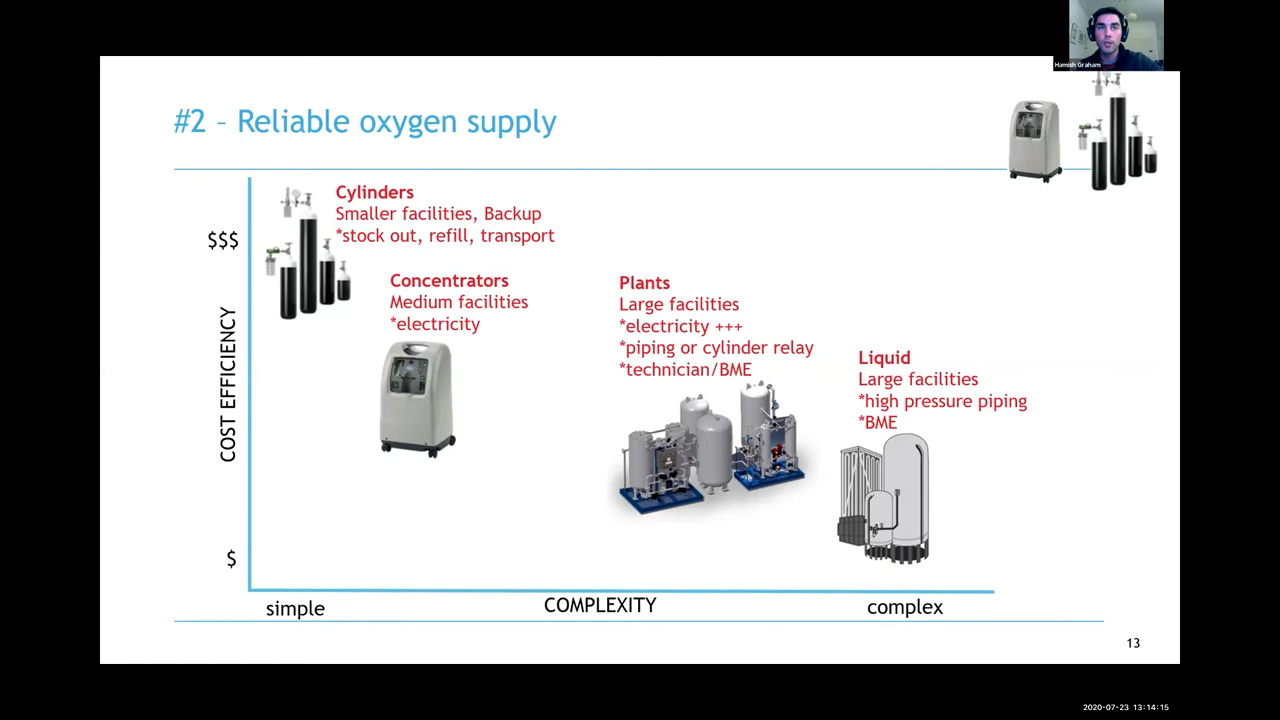 Hamish Graham
#2 – Reliable oxygen supply
Cylinders
Smaller facilities, Backup
*stock out, refill, transport
$$$
Concentrators
Medium facilities
*electricity
Plants
Large facilities
*electricity +++
*piping or cylinder relay
*technician/BME
Liquid
Large facilities
*high pressure piping
*BME
COST EFFICIENCY
$
simple
COMPLEXITY
complex
13
2020-07-23 13:14:15